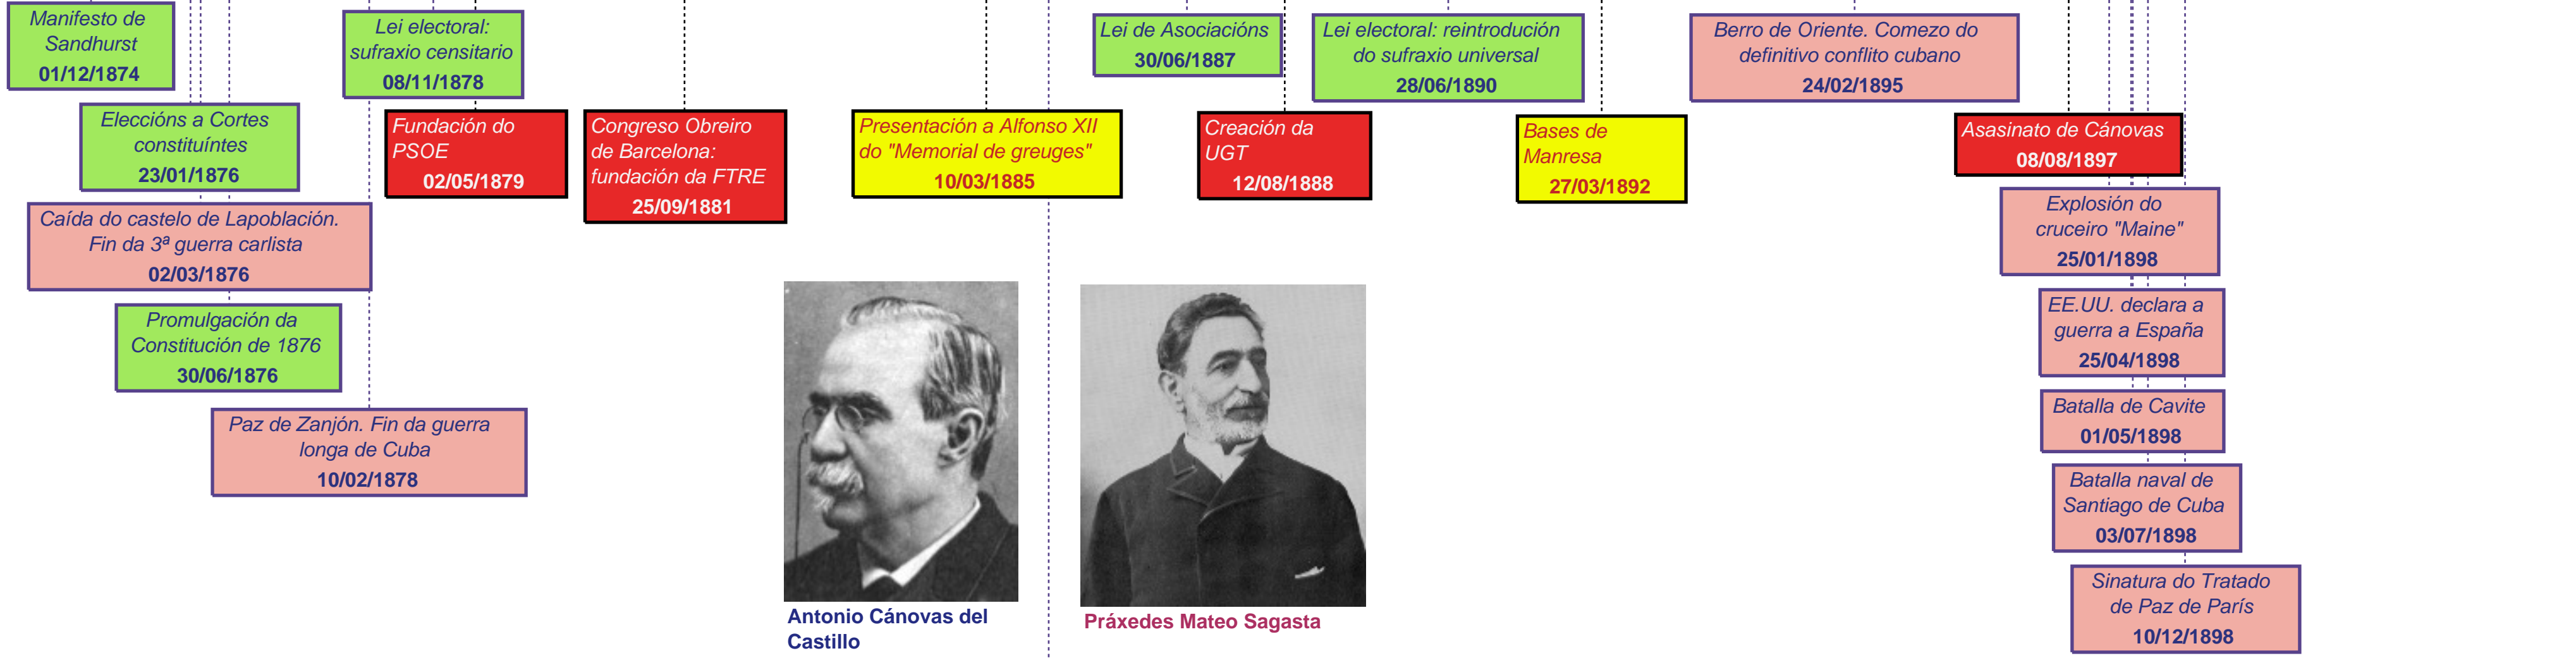 Manifesto de
Sandhurst
01/12/1874
Lei electoral:
sufraxio censitario
08/11/1878
Lei de Asociacións
30/06/1887
Lei electoral: reintrodución
do sufraxio universal
28/06/1890
Berro de Oriente. Comezo do
definitivo conflito cubano
24/02/1895
Eleccións a Cortes
constituíntes
23/01/1876
Fundación do
PSOE
02/05/1879
Congreso Obreiro
de Barcelona:
fundación da FTRE
25/09/1881
Presentación a Alfonso XII
do "Memorial de greuges"
10/03/1885
Creación da
UGT
12/08/1888
Bases de
Manresa
27/03/1892
Asasinato de Cánovas
08/08/1897
Caída do castelo de Lapoblación.
Fin da 3ª guerra carlista
02/03/1876
Explosión do
cruceiro "Maine"
25/01/1898
Promulgación da
Constitución de 1876
30/06/1876
EE.UU. declara a
guerra a España
25/04/1898
Paz de Zanjón. Fin da guerra
longa de Cuba
10/02/1878
Batalla de Cavite
01/05/1898
Batalla naval de
Santiago de Cuba
03/07/1898
Sinatura do Tratado
de Paz de París
10/12/1898
Antonio Cánovas del
Castillo
Práxedes Mateo Sagasta